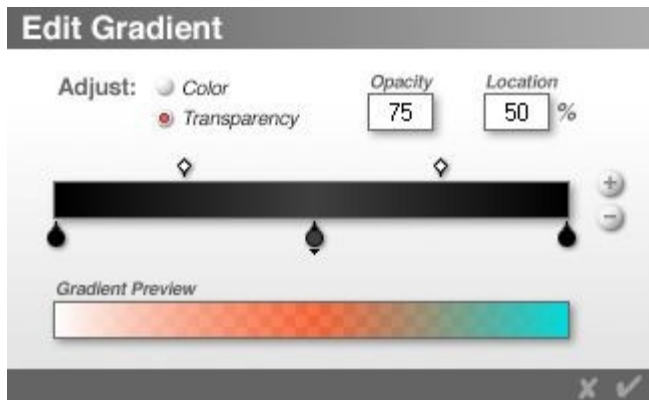 Edit Gradient
Adjust: Color Opacity Location
Transparency 75 50 %
Gradient Preview